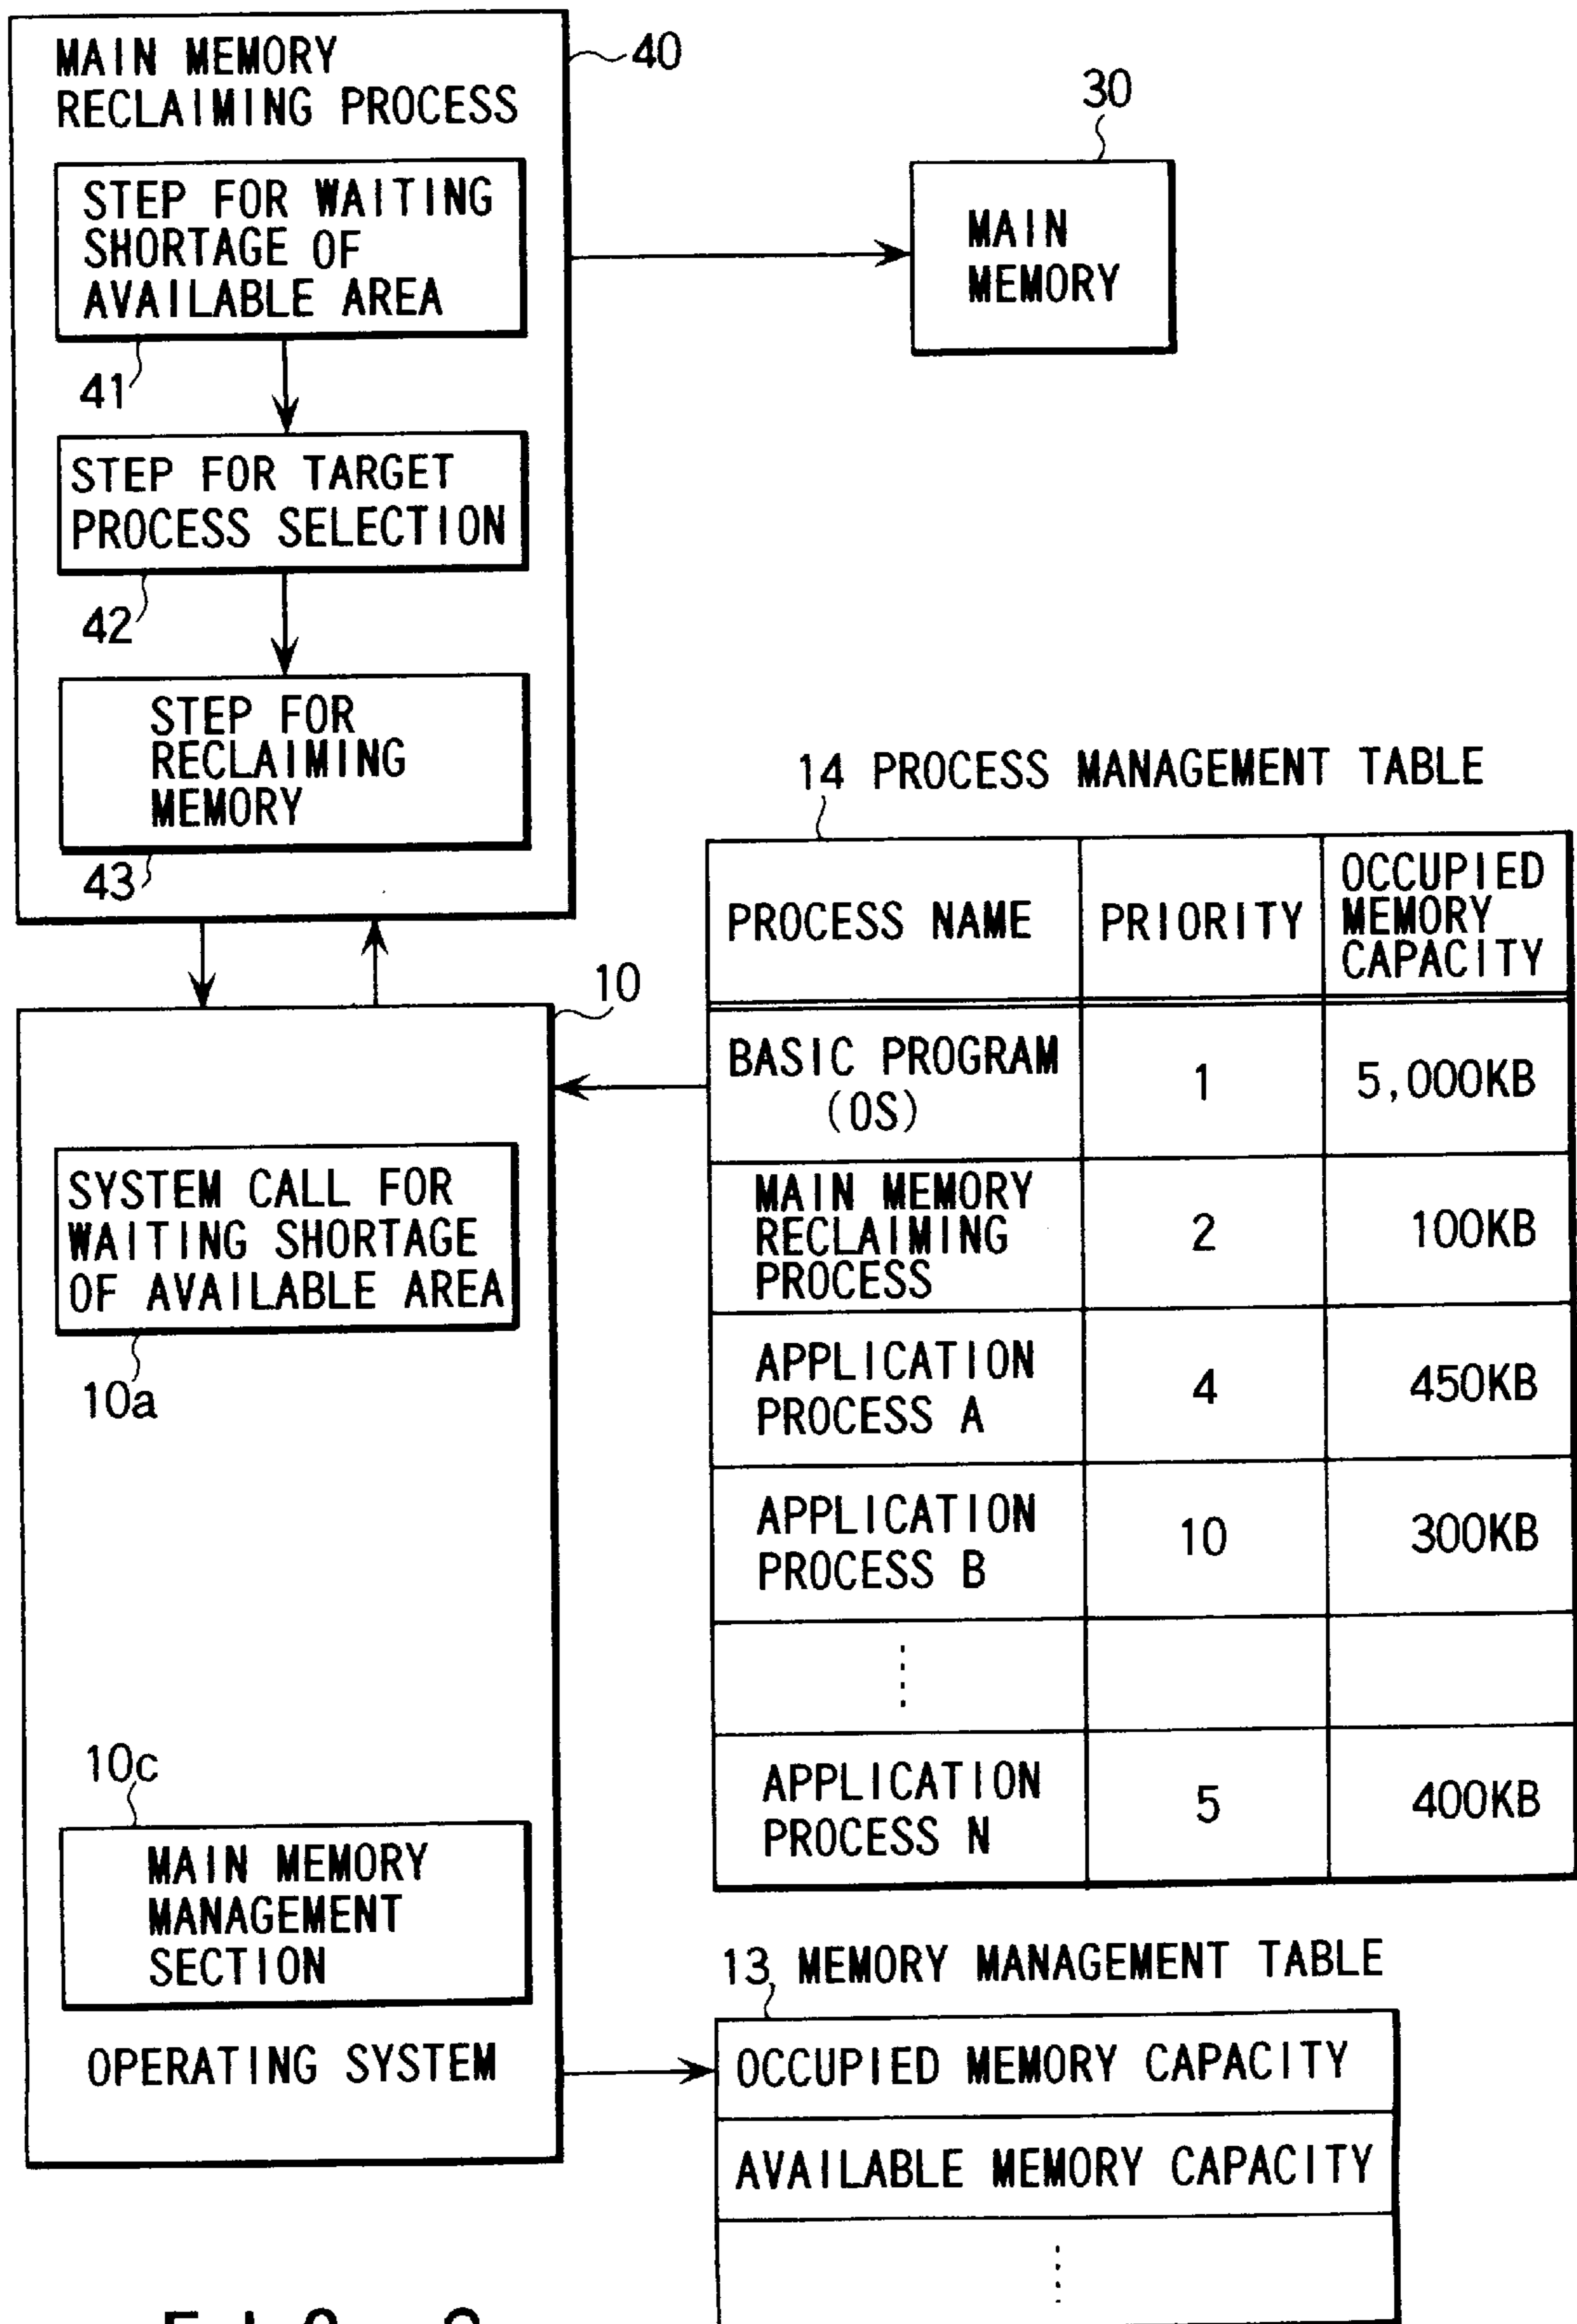 MAIN MEMORY
RECLAIMING PROCESS
40
STEP FOR WAITING
SHORTAGE OF
AVAILABLE AREA
41
STEP FOR TARGET
PROCESS SELECTION
42
STEP FOR
RECLAIMING
MEMORY
43
30
MAIN
MEMORY
10
SYSTEM CALL FOR
WAITING SHORTAGE
OF AVAILABLE AREA
10a
10c
MAIN MEMORY
MANAGEMENT
SECTION
OPERATING SYSTEM
14 PROCESS MANAGEMENT TABLE
PROCESS NAME
PRIORITY
OCCUPIED
MEMORY
CAPACITY
BASIC PROGRAM
(OS)
1
5,000KB
MAIN MEMORY
RECLAIMING
PROCESS
2
100KB
APPLICATION
PROCESS A
4
450KB
APPLICATION
PROCESS B
10
300KB
APPLICATION
PROCESS N
5
400KB
13 MEMORY MANAGEMENT TABLE
OCCUPIED MEMORY CAPACITY
AVAILABLE MEMORY CAPACITY